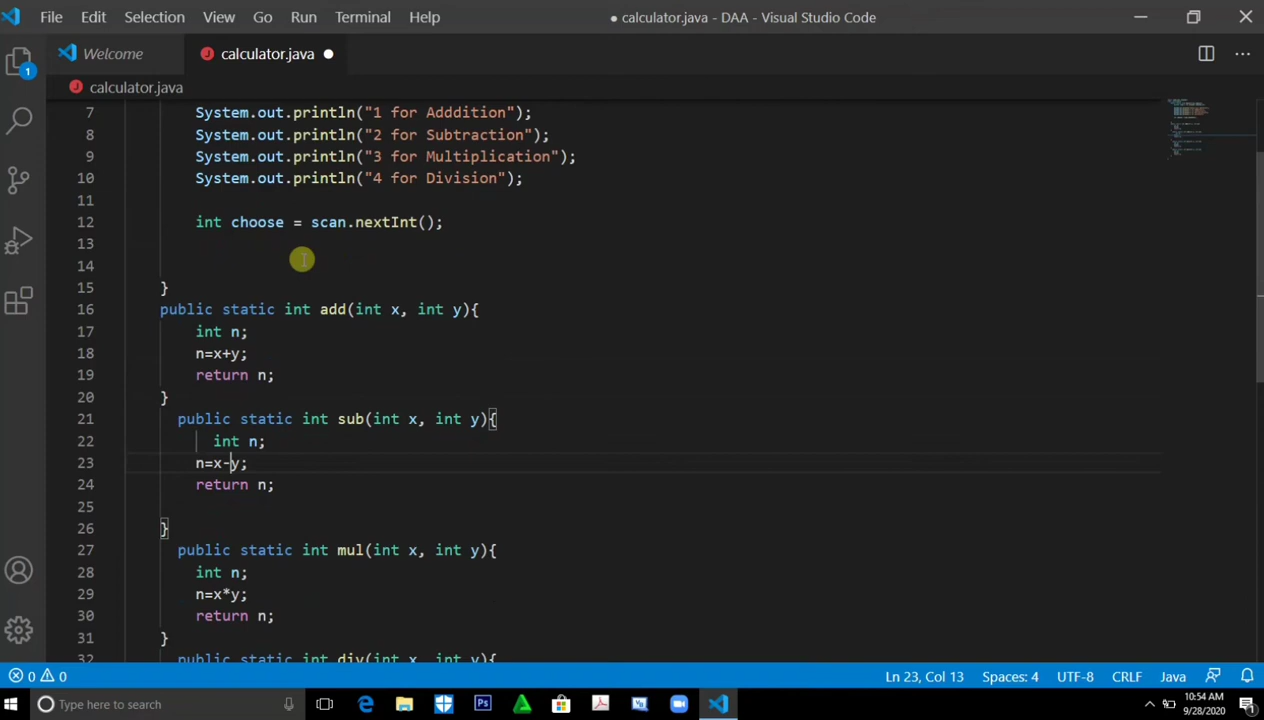 File Edit Selection View Go Run Terminal Help ● calculator.java - DAA - Visual Studio Code
Welcome calculator.java
calculator.java
7 System.out.println("1 for Adddition");
8 System.out.println("2 for Subtraction");
9 System.out.println("3 for Multiplication");
10 System.out.println("4 for Division");
11
12 int choose = scan.nextInt();
13
14
15 }
16 public static int add(int x, int y){
17 int n;
18 n=x+y;
19 return n;
20 }
21 public static int sub(int x, int y){
22 int n;
23 n=x-y;
24 return n;
25
26 }
27 public static int mul(int x, int y){
28 int n;
29 n=x*y;
30 return n;
31 }
32 public static int div(int x, int y){
0 0 Ln 23, Col 13 Spaces: 4 UTF-8 CRLF Java
Type here to search
10:54 AM
9/28/2020